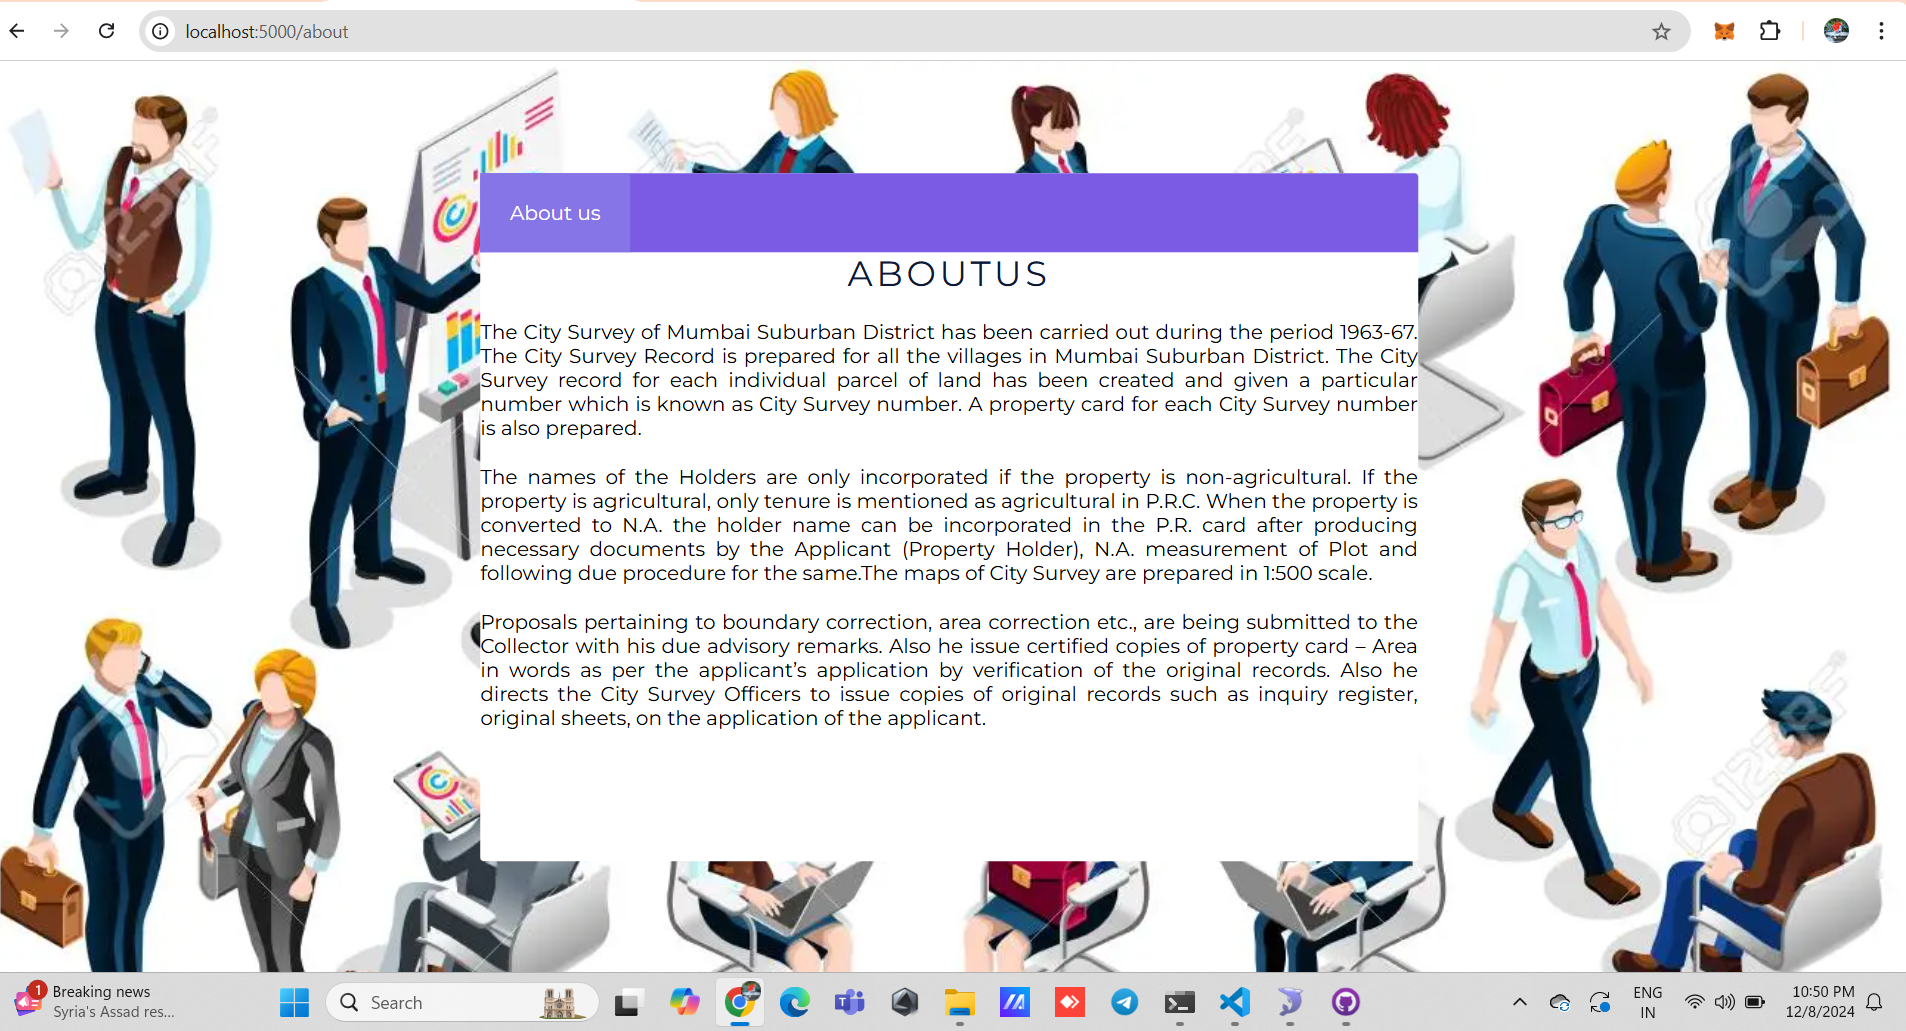 localhost:5000/about
About us
ABOUTUS
The City Survey of Mumbai Suburban District has been carried out during the period 1963-67.
The City Survey Record is prepared for all the villages in Mumbai Suburban District. The City
Survey record for each individual parcel of land has been created and given a particular
number which is known as City Survey number. A property card for each City Survey number
is also prepared.
The names of the Holders are only incorporated if the property is non-agricultural. If the
property is agricultural, only tenure is mentioned as agricultural in P.R.C. When the property is
converted to N.A. the holder name can be incorporated in the P.R. card after producing
necessary documents by the Applicant (Property Holder), N.A. measurement of Plot and
following due procedure for the same.The maps of City Survey are prepared in 1:500 scale.
Proposals pertaining to boundary correction, area correction etc., are being submitted to the
Collector with his due advisory remarks. Also he issue certified copies of property card – Area
in words as per the applicant’s application by verification of the original records. Also he
directs the City Survey Officers to issue copies of original records such as inquiry register,
original sheets, on the application of the applicant.
123RF
123RF
1
Breaking news
Syria's Assad res...
Search
ENG
IN
10:50 PM
12/8/2024